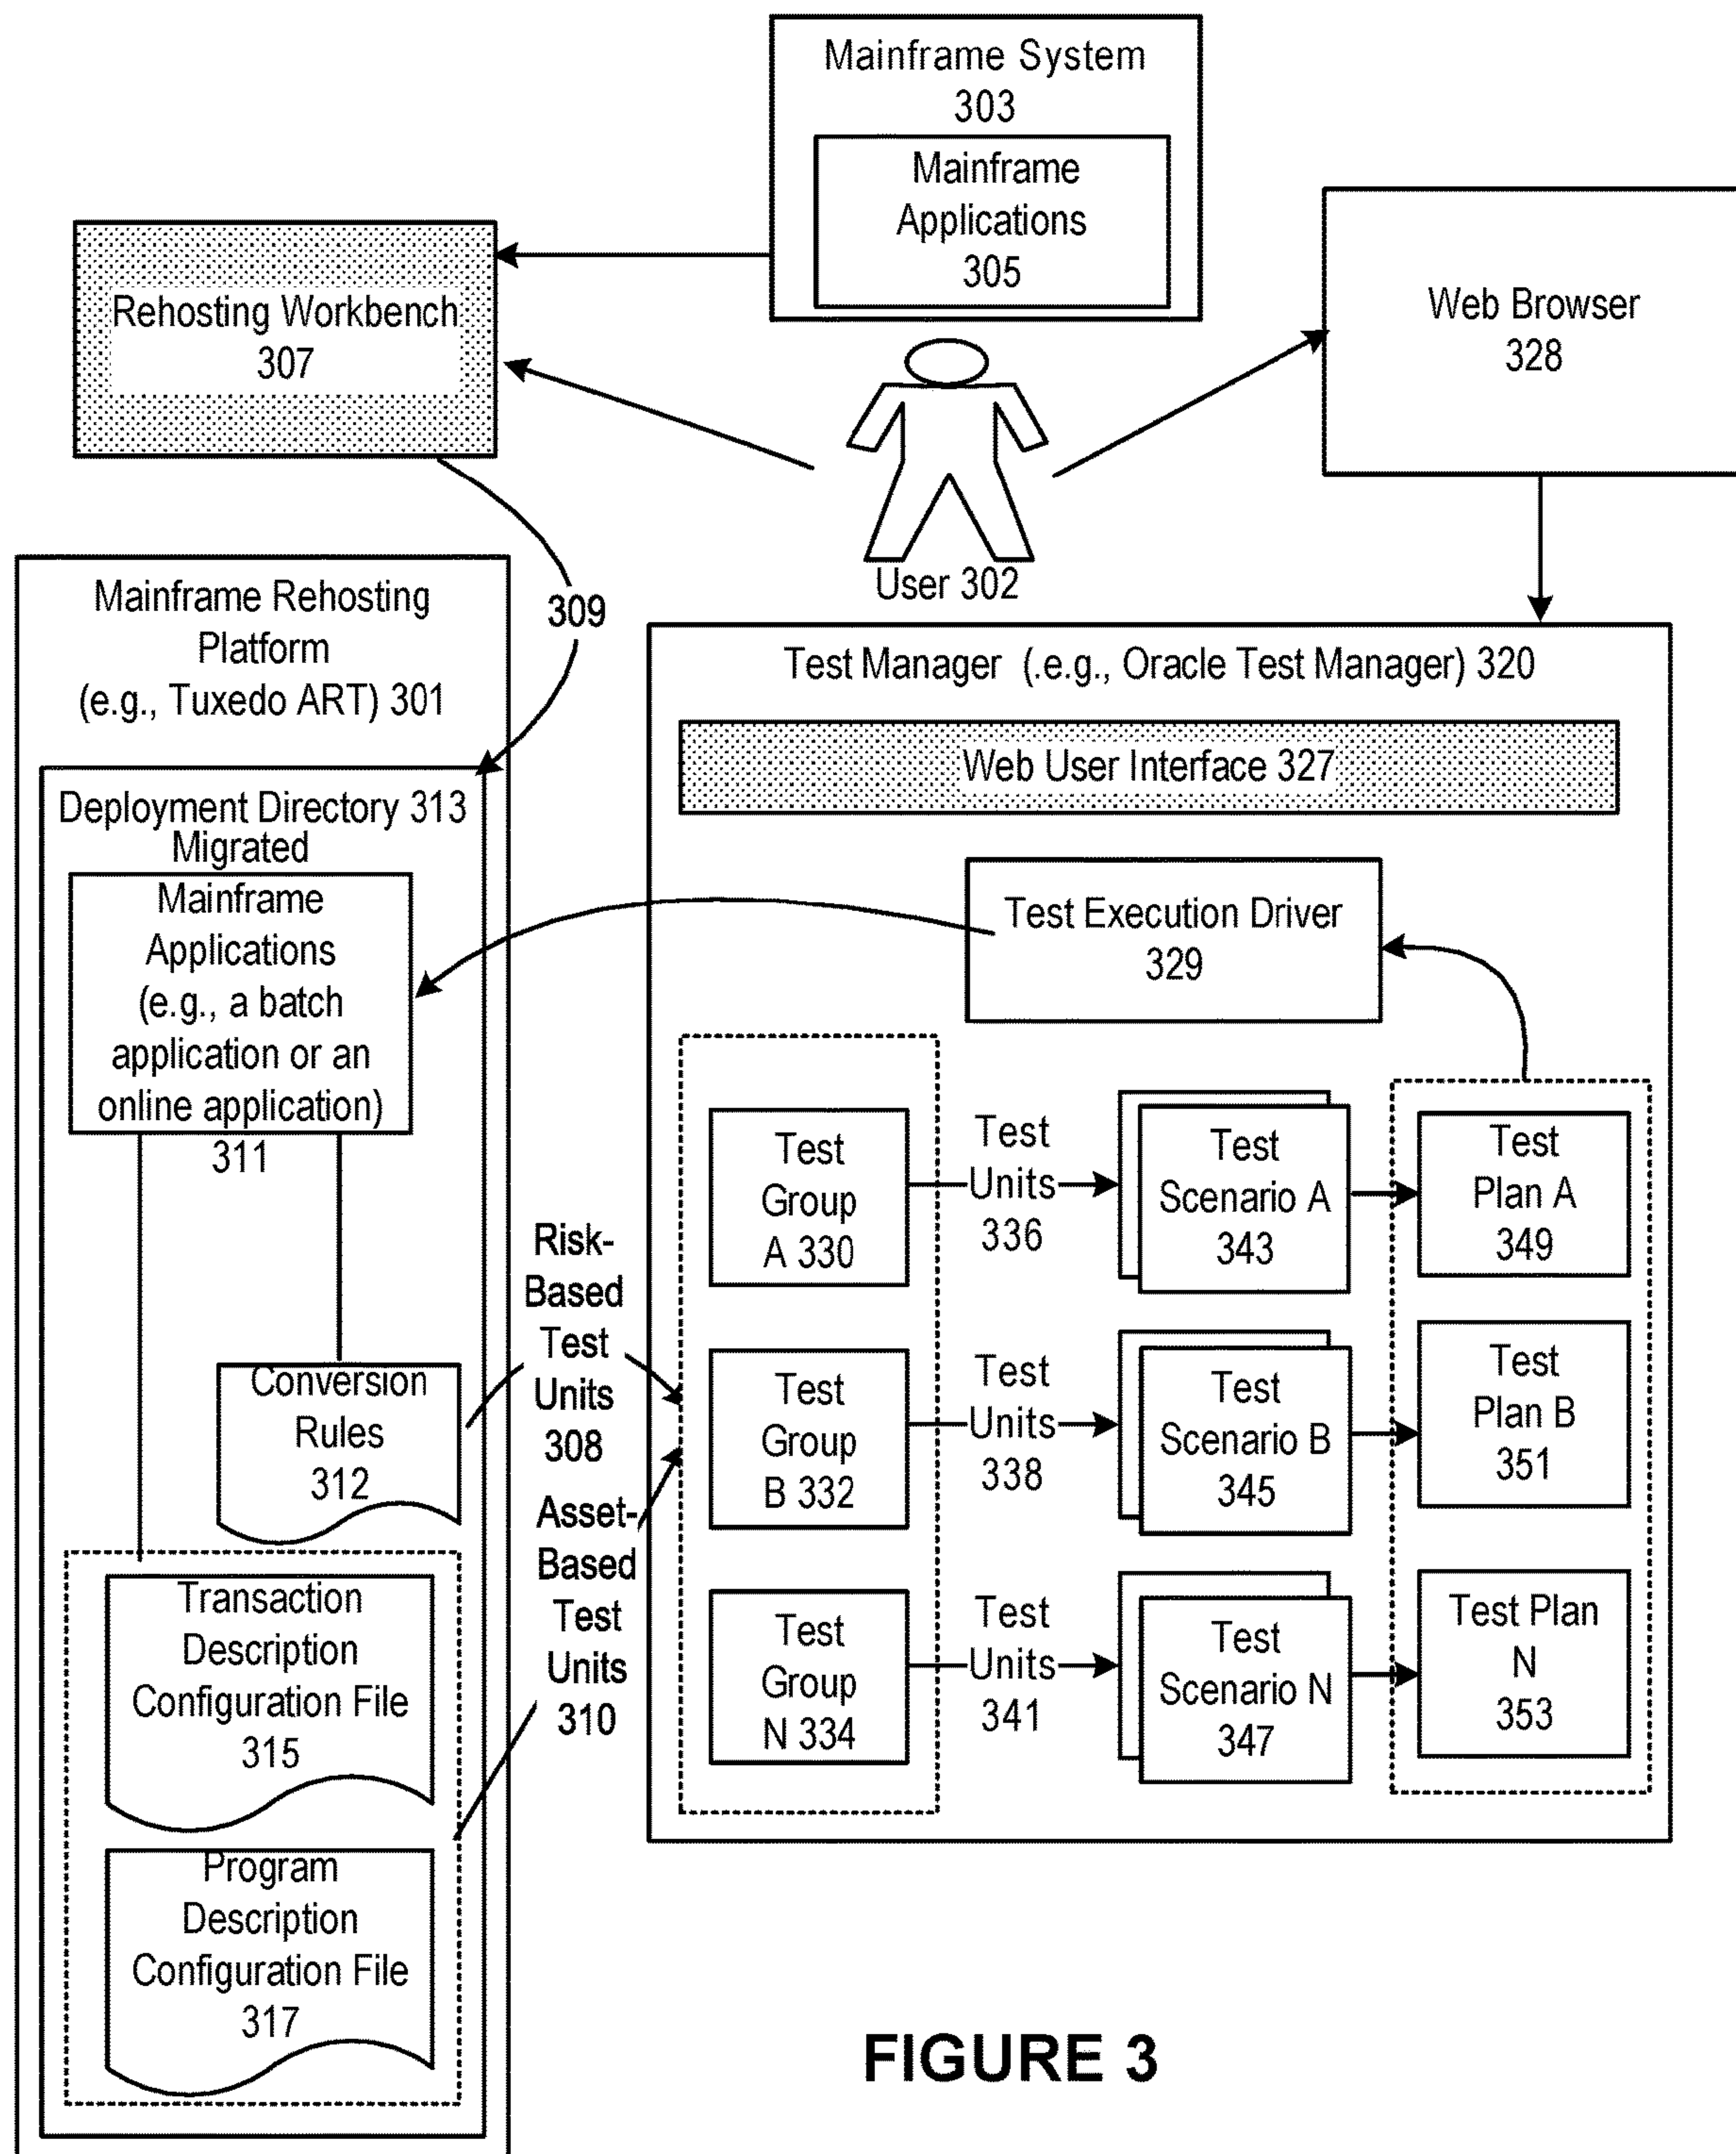 Mainframe System
303
Mainframe
Applications
305
Rehosting Workbench
307
Web Browser
328
User 302
309
Mainframe Rehosting
Platform
(e.g., Tuxedo ART) 301
Deployment Directory 313
Migrated
Mainframe
Applications
(e.g., a batch
application or an
online application)
311
Conversion
Rules
312
Transaction
Description
Configuration File
315
Program
Description
Configuration File
317
Risk-
Based
Test
Units
308
Asset-
Based
Test
Units
310
Test Manager (.e.g., Oracle Test Manager) 320
Web User Interface 327
Test Execution Driver
329
Test
Group
A 330
Test
Units
336
Test
Scenario A
343
Test
Plan A
349
Test
Group
B 332
Test
Units
338
Test
Scenario B
345
Test
Plan B
351
Test
Group
N 334
Test
Units
341
Test
Scenario N
347
Test Plan
N
353
FIGURE 3